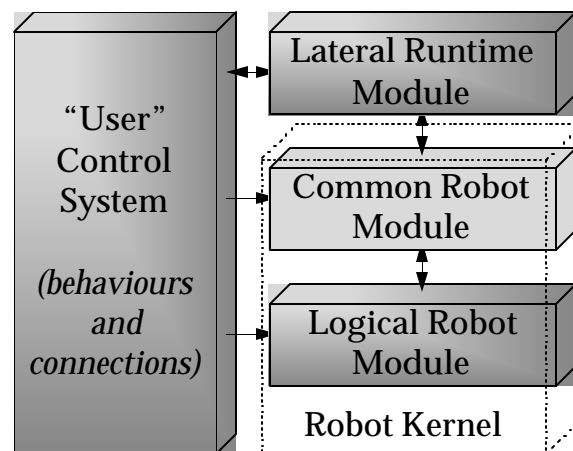 “User”
Control
System
(behaviours
and
connections)
Lateral Runtime
Module
Common Robot
Module
Logical Robot
Module
Robot Kernel